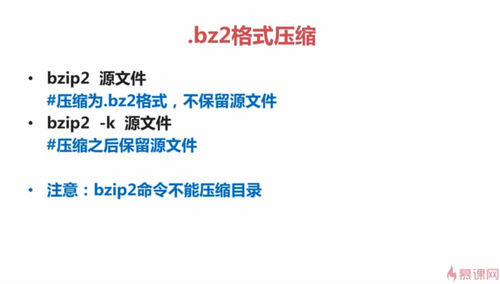 .bz2格式压缩
• bzip2 源文件
#压缩为.bz2格式，不保留源文件
• bzip2 -k 源文件
#压缩之后保留源文件
• 注意：bzip2命令不能压缩目录
慕课网